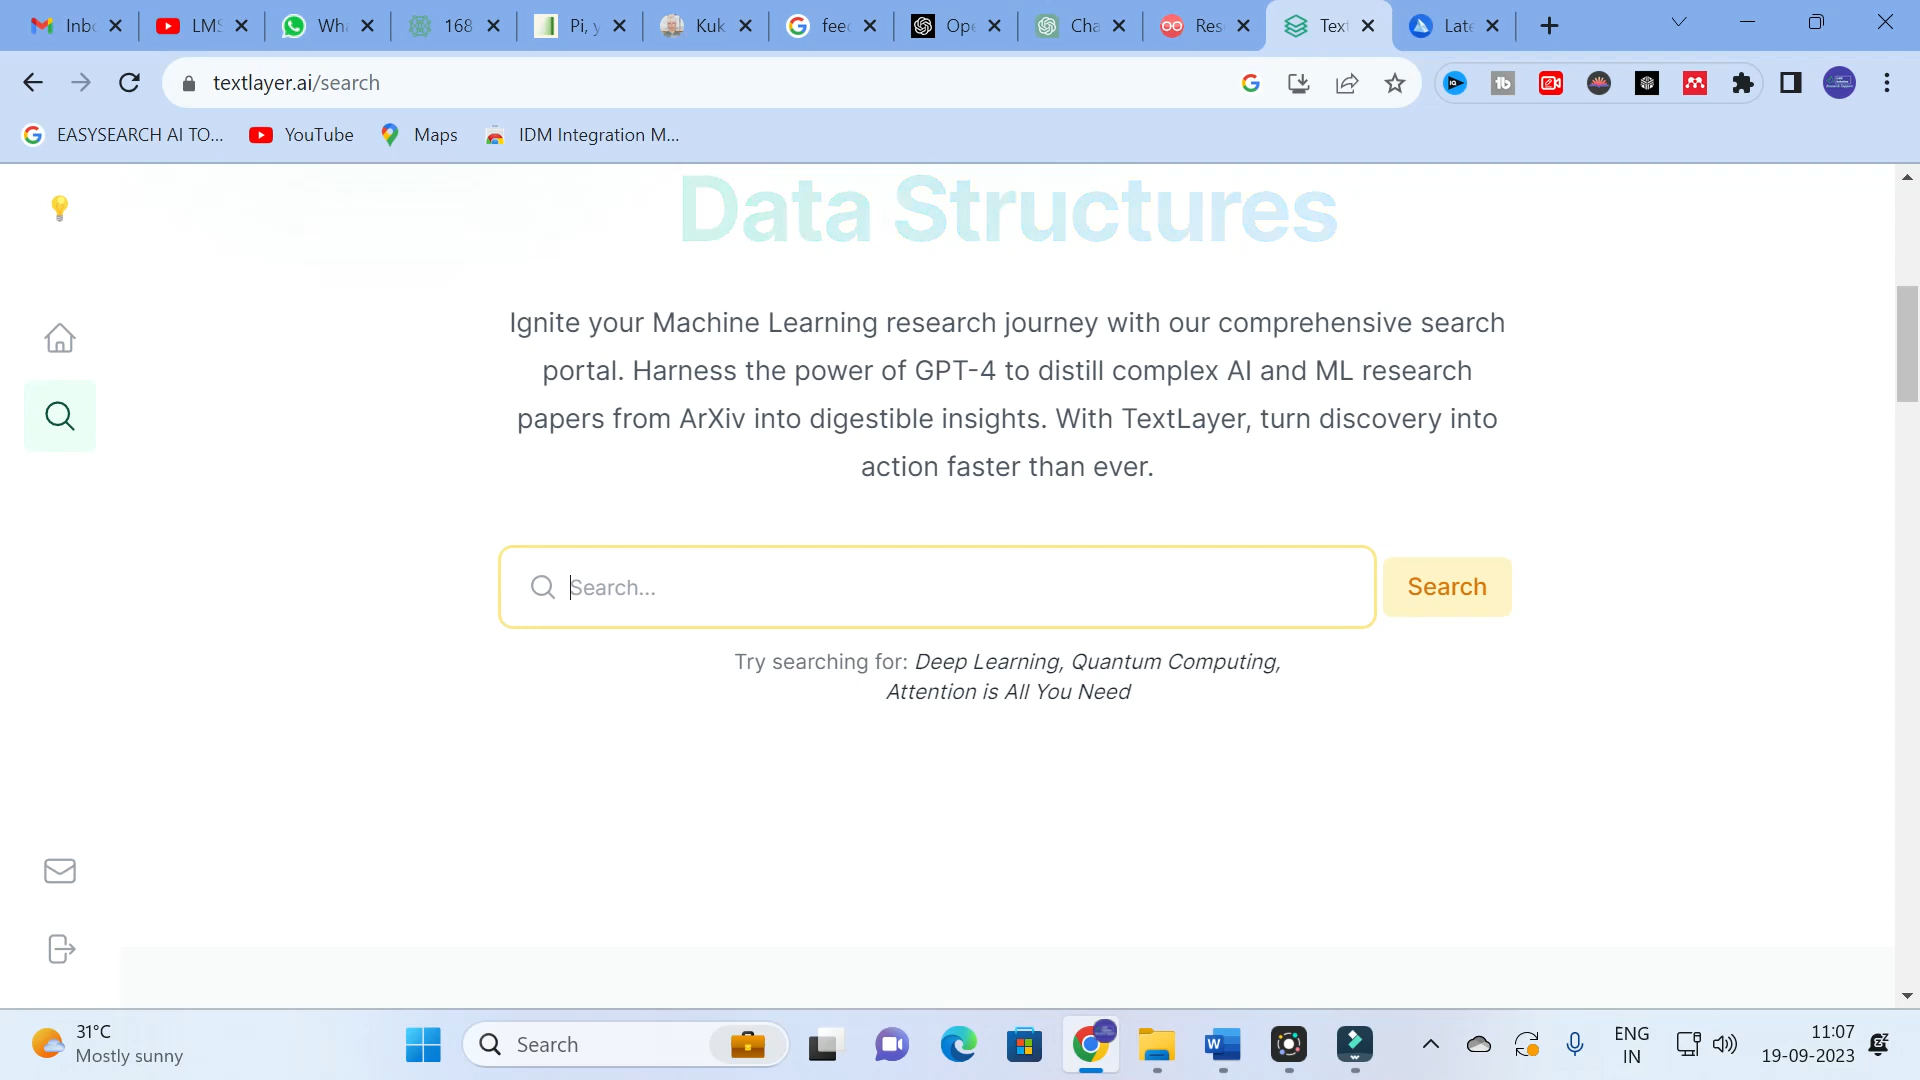 Inbo
LMS
Wha
168
Pi, y
Kuk
feed
Ope
Cha
Res
Text
Late
textlayer.ai/search
EASYSEARCH AI TO...
YouTube
Maps
IDM Integration M...
Data Structures
Ignite your Machine Learning research journey with our comprehensive search
portal. Harness the power of GPT-4 to distill complex AI and ML research
papers from ArXiv into digestible insights. With TextLayer, turn discovery into
action faster than ever.
Search...
Search
Try searching for: Deep Learning, Quantum Computing,
Attention is All You Need
31°C
Mostly sunny
Search
ENG
IN
11:07
19-09-2023